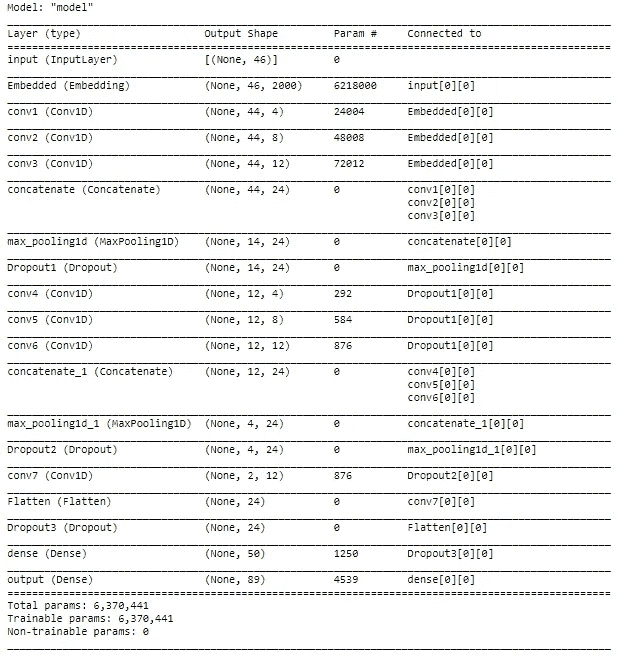 Model: "model"
Layer (type) Output Shape Param # Connected to
input (InputLayer) [(None, 46)] 0
Embedded (Embedding) (None, 46, 2000) 6218000 input[0][0]
conv1 (Conv1D) (None, 44, 4) 24004 Embedded[0][0]
conv2 (Conv1D) (None, 44, 8) 48008 Embedded[0][0]
conv3 (Conv1D) (None, 44, 12) 72012 Embedded[0][0]
concatenate (Concatenate) (None, 44, 24) 0 conv1[0][0]
conv2[0][0]
conv3[0][0]
max_pooling1d (MaxPooling1D) (None, 14, 24) 0 concatenate[0][0]
Dropout1 (Dropout) (None, 14, 24) 0 max_pooling1d[0][0]
conv4 (Conv1D) (None, 12, 4) 292 Dropout1[0][0]
conv5 (Conv1D) (None, 12, 8) 584 Dropout1[0][0]
conv6 (Conv1D) (None, 12, 12) 876 Dropout1[0][0]
concatenate_1 (Concatenate) (None, 12, 24) 0 conv4[0][0]
conv5[0][0]
conv6[0][0]
max_pooling1d_1 (MaxPooling1D) (None, 4, 24) 0 concatenate_1[0][0]
Dropout2 (Dropout) (None, 4, 24) 0 max_pooling1d_1[0][0]
conv7 (Conv1D) (None, 2, 12) 876 Dropout2[0][0]
Flatten (Flatten) (None, 24) 0 conv7[0][0]
Dropout3 (Dropout) (None, 24) 0 Flatten[0][0]
dense (Dense) (None, 50) 1250 Dropout3[0][0]
output (Dense) (None, 89) 4539 dense[0][0]
Total params: 6,370,441
Trainable params: 6,370,441
Non-trainable params: 0